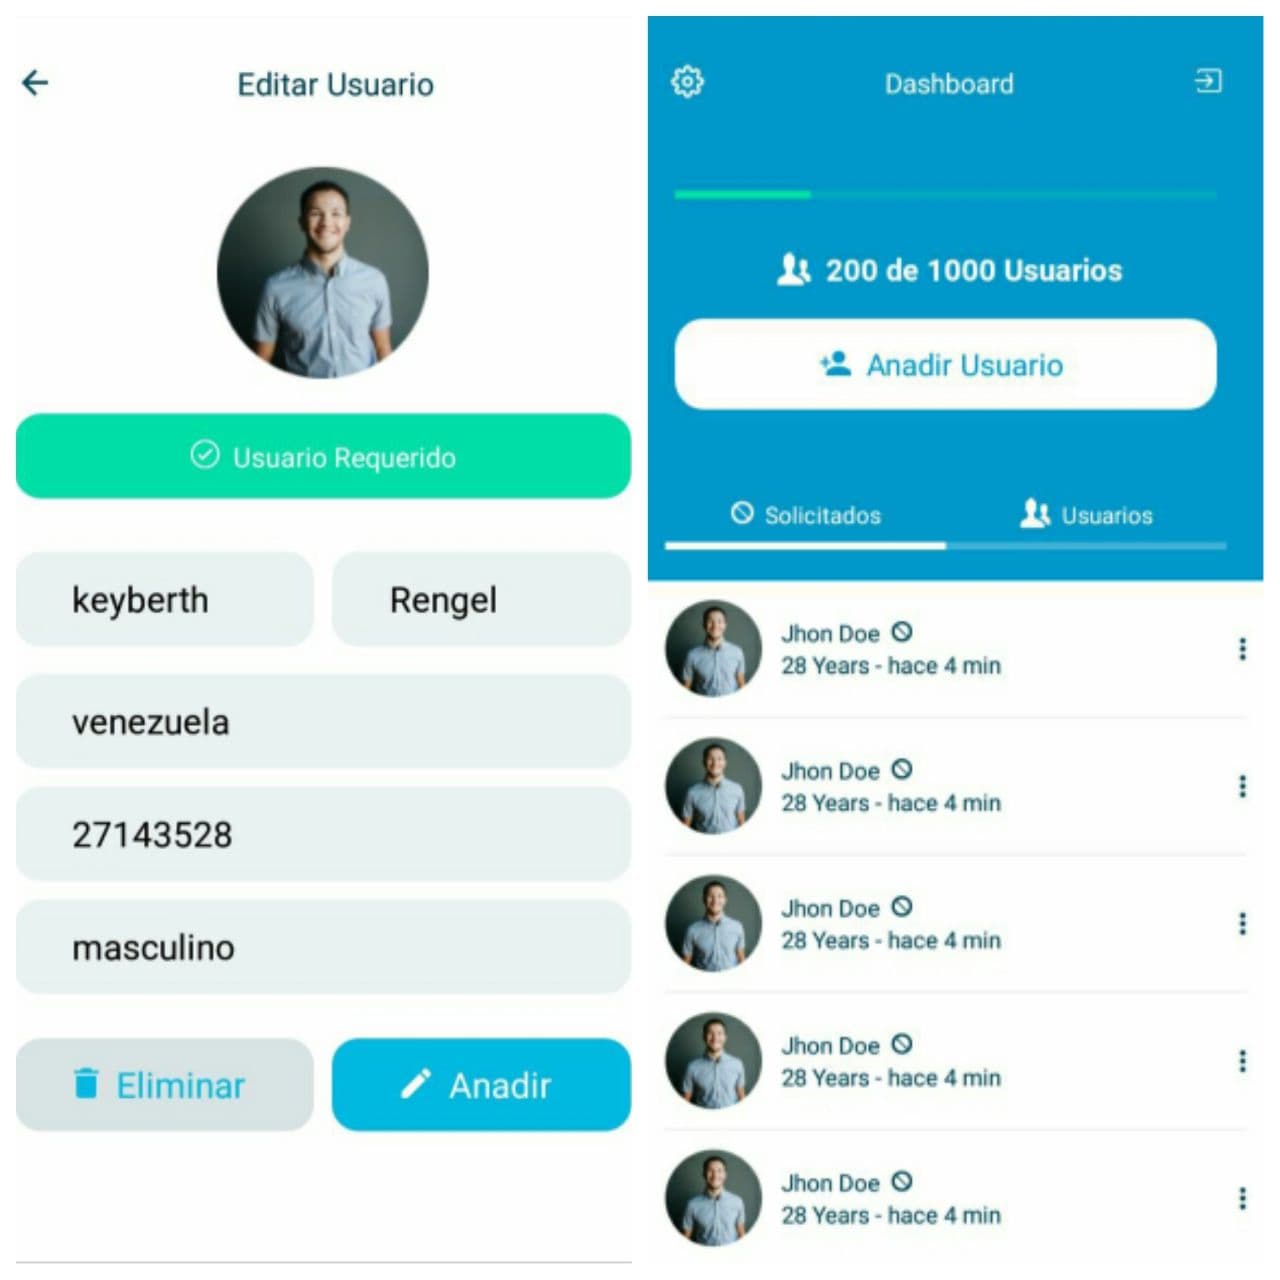 Editar Usuario
Usuario Requerido
keyberth
Rengel
venezuela
27143528
masculino
Eliminar
Anadir
Dashboard
200 de 1000 Usuarios
Anadir Usuario
Solicitados
Usuarios
Jhon Doe
28 Years - hace 4 min
Jhon Doe
28 Years - hace 4 min
Jhon Doe
28 Years - hace 4 min
Jhon Doe
28 Years - hace 4 min
Jhon Doe
28 Years - hace 4 min